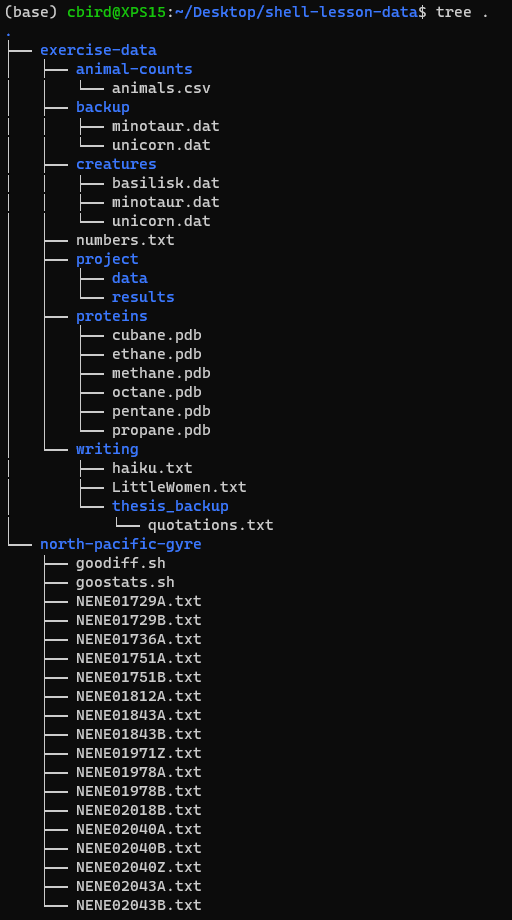 (base) cbird@XPS15:~/Desktop/shell-lesson-data$ tree .
.
├── exercise-data
│   ├── animal-counts
│   │   └── animals.csv
│   ├── backup
│   │   ├── minotaur.dat
│   │   └── unicorn.dat
│   ├── creatures
│   │   ├── basilisk.dat
│   │   ├── minotaur.dat
│   │   └── unicorn.dat
│   ├── numbers.txt
│   ├── project
│   │   ├── data
│   │   └── results
│   ├── proteins
│   │   ├── cubane.pdb
│   │   ├── ethane.pdb
│   │   ├── methane.pdb
│   │   ├── octane.pdb
│   │   ├── pentane.pdb
│   │   └── propane.pdb
│   └── writing
│       ├── haiku.txt
│       ├── LittleWomen.txt
│       └── thesis_backup
│           └── quotations.txt
└── north-pacific-gyre
    ├── goodiff.sh
    ├── goostats.sh
    ├── NENE01729A.txt
    ├── NENE01729B.txt
    ├── NENE01736A.txt
    ├── NENE01751A.txt
    ├── NENE01751B.txt
    ├── NENE01812A.txt
    ├── NENE01843A.txt
    ├── NENE01843B.txt
    ├── NENE01971Z.txt
    ├── NENE01978A.txt
    ├── NENE01978B.txt
    ├── NENE02018B.txt
    ├── NENE02040A.txt
    ├── NENE02040B.txt
    ├── NENE02040Z.txt
    ├── NENE02043A.txt
    └── NENE02043B.txt